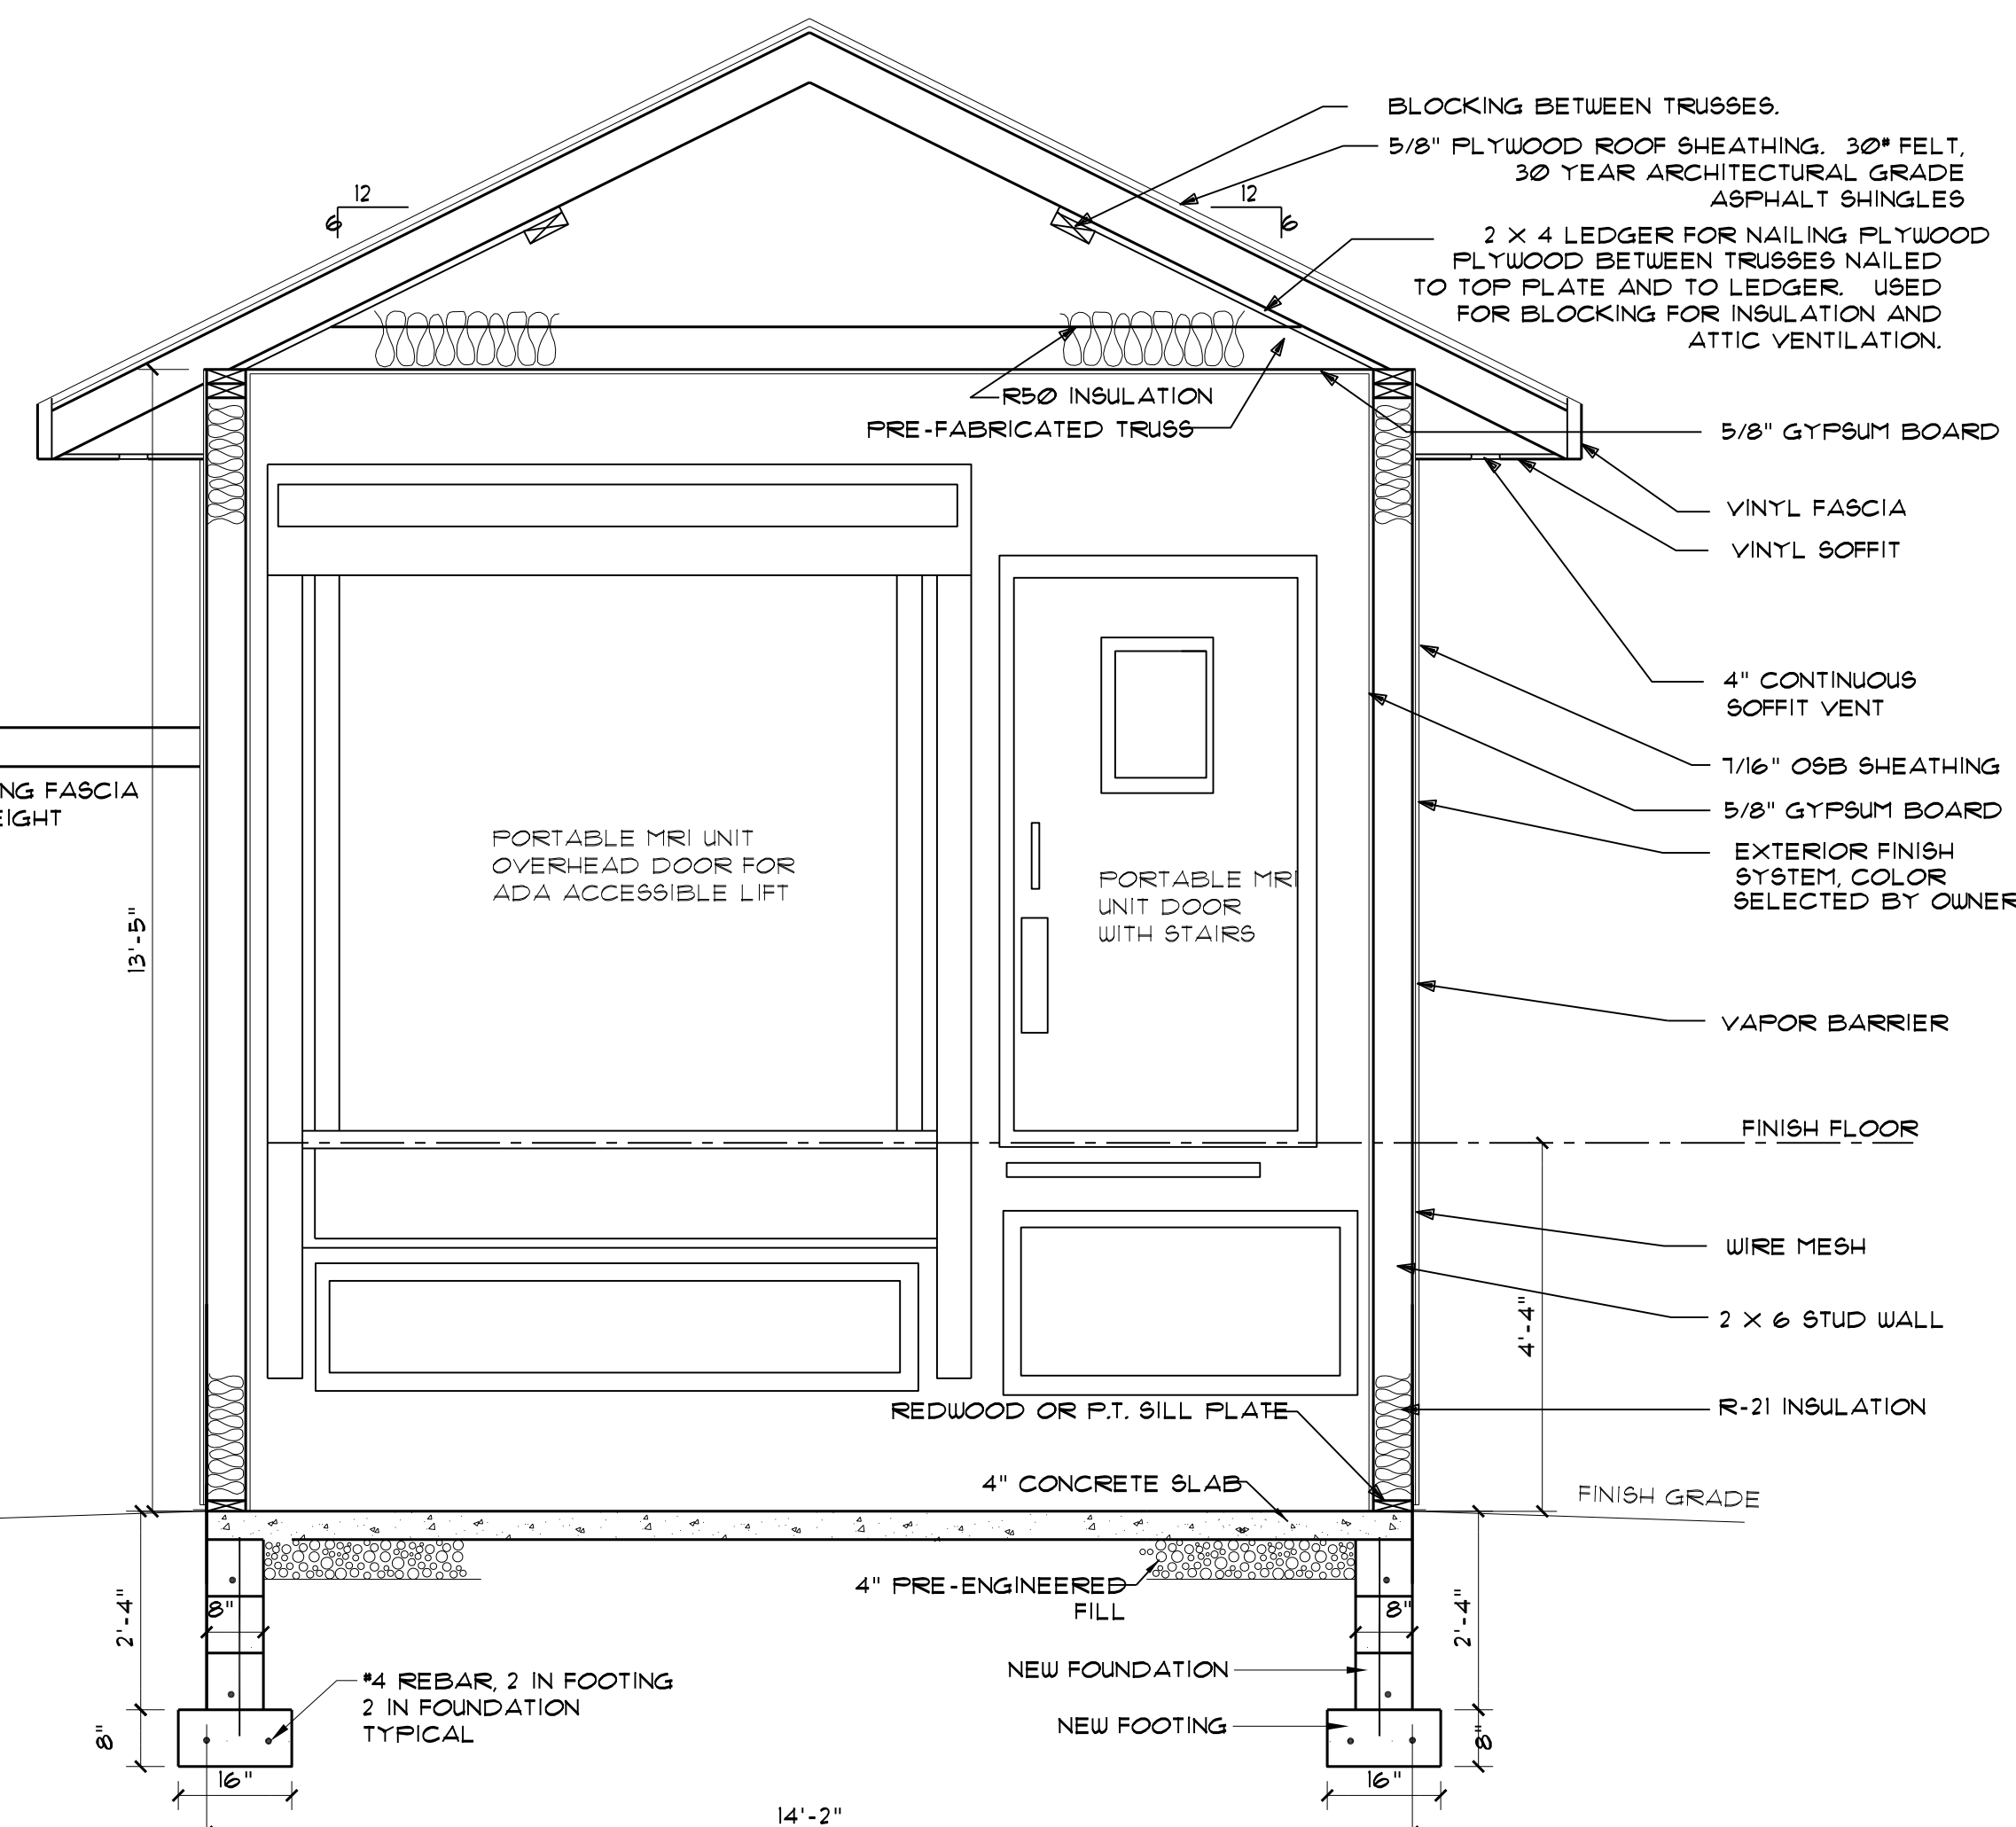 BLOCKING BETWEEN TRUSSES.
5/8" PLYWOOD ROOF SHEATHING. 30# FELT,
30 YEAR ARCHITECTURAL GRADE
ASPHALT SHINGLES
12
6
12
6
2 X 4 LEDGER FOR NAILING PLYWOOD
PLYWOOD BETWEEN TRUSSES NAILED
TO TOP PLATE AND TO LEDGER. USED
FOR BLOCKING FOR INSULATION AND
ATTIC VENTILATION.
R50 INSULATION
PRE-FABRICATED TRUSS
5/8" GYPSUM BOARD
VINYL FASCIA
VINYL SOFFIT
4" CONTINUOUS
SOFFIT VENT
7/16" OSB SHEATHING
5/8" GYPSUM BOARD
EXTERIOR FINISH
SYSTEM, COLOR
SELECTED BY OWNER
NG FASCIA
EIGHT
PORTABLE MRI UNIT
OVERHEAD DOOR FOR
ADA ACCESSIBLE LIFT
PORTABLE MRI
UNIT DOOR
WITH STAIRS
13'-5"
VAPOR BARRIER
FINISH FLOOR
WIRE MESH
2 X 6 STUD WALL
4'-4"
R-21 INSULATION
REDWOOD OR P.T. SILL PLATE
4" CONCRETE SLAB
FINISH GRADE
4" PRE-ENGINEERED
FILL
2'-4"
8"
8"
2'-4"
NEW FOUNDATION
#4 REBAR, 2 IN FOOTING
2 IN FOUNDATION
TYPICAL
NEW FOOTING
8"
8"
16"
16"
14'-2"